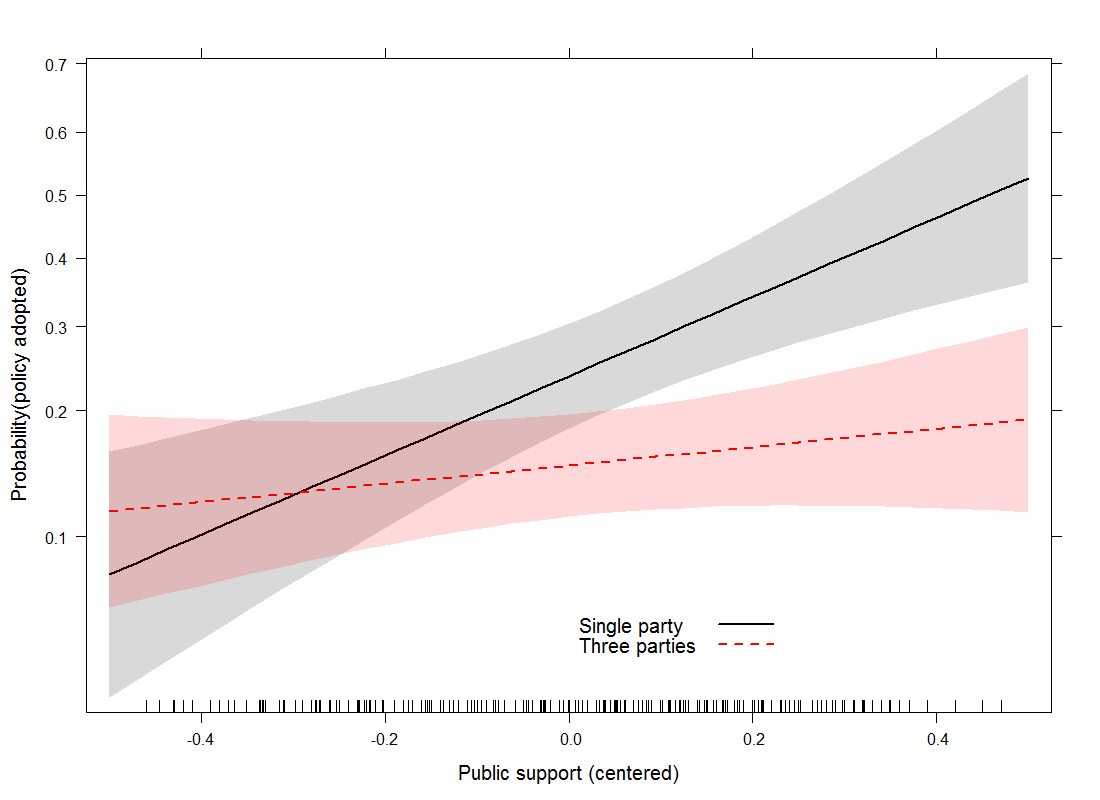 0.7
0.6
0.5
0.4
0.3
0.2
0.1
Probability(policy adopted)
Single party
Three parties
-0.4 -0.2 0.0 0.2 0.4
Public support (centered)